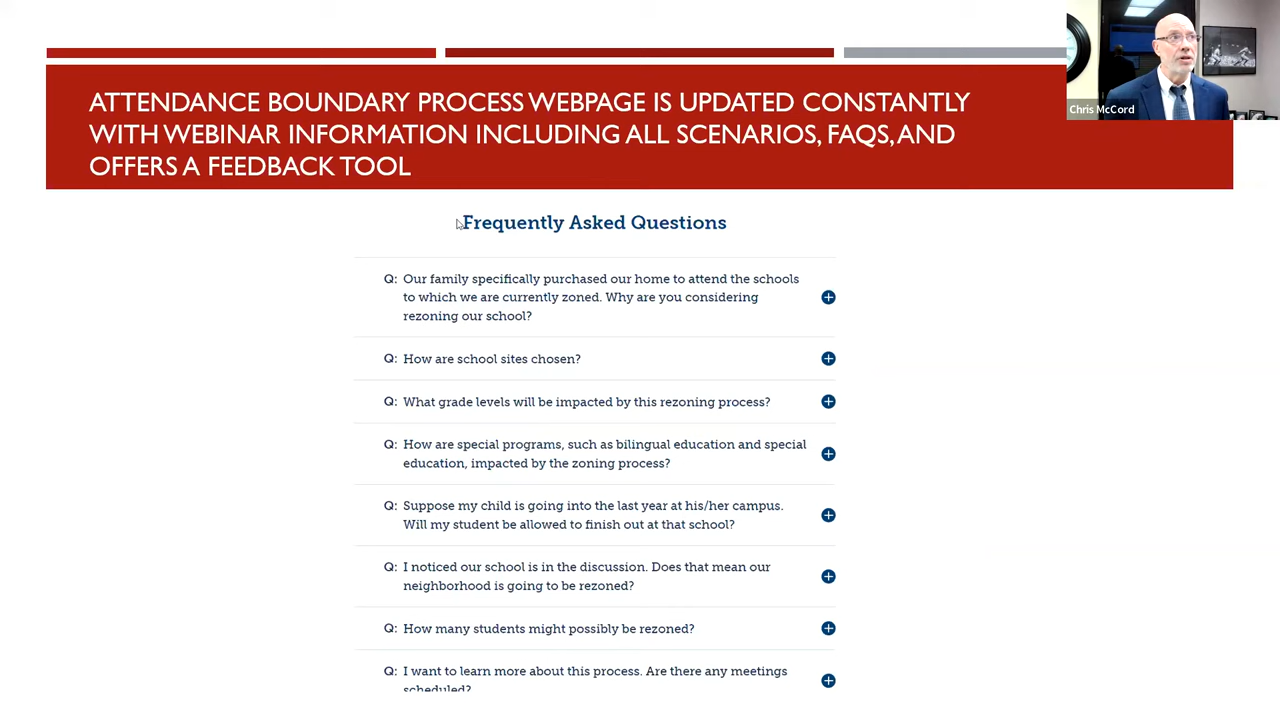 ATTENDANCE BOUNDARY PROCESS WEBPAGE IS UPDATED CONSTANTLY
WITH WEBINAR INFORMATION INCLUDING ALL SCENARIOS, FAQS, AND
OFFERS A FEEDBACK TOOL
Chris McCord
Frequently Asked Questions
Q: Our family specifically purchased our home to attend the schools
to which we are currently zoned. Why are you considering
rezoning our school?
Q: How are school sites chosen?
Q: What grade levels will be impacted by this rezoning process?
Q: How are special programs, such as bilingual education and special
education, impacted by the zoning process?
Q: Suppose my child is going into the last year at his/her campus.
Will my student be allowed to finish out at that school?
Q: I noticed our school is in the discussion. Does that mean our
neighborhood is going to be rezoned?
Q: How many students might possibly be rezoned?
Q: I want to learn more about this process. Are there any meetings
scheduled?